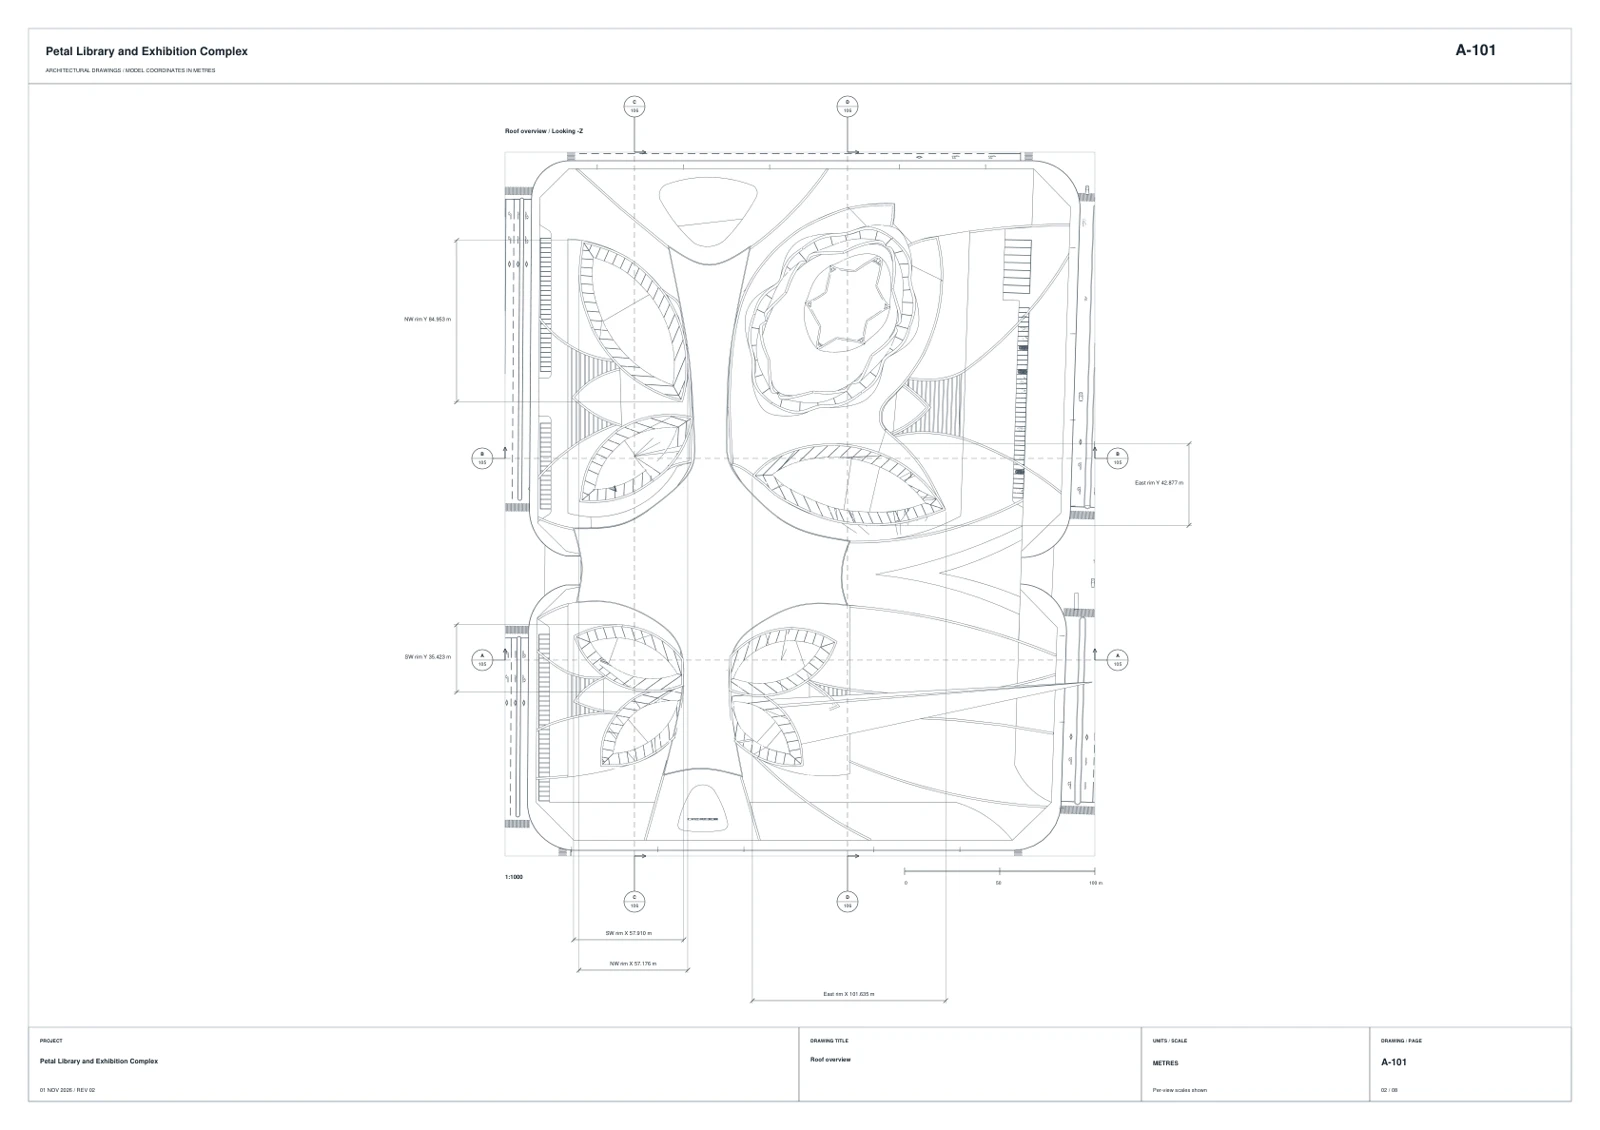 Petal Library and Exhibition Complex
A-101
ARCHITECTURAL DRAWINGS / MODEL COORDINATES IN METRES
C
105
D
105
Roof overview / Looking -Z
NW rim Y 84.953 m
B
105
B
105
East rim Y 42.877 m
SW rim Y 35.423 m
A
105
A
105
1:1000
0
50
100 m
C
105
D
105
SW rim X 57.910 m
NW rim X 57.176 m
East rim X 101.635 m
PROJECT
Petal Library and Exhibition Complex
01 NOV 2025 / REV 02
DRAWING TITLE
Roof overview
UNITS / SCALE
METRES
Per-view scales shown
DRAWING / PAGE
A-101
02 / 08